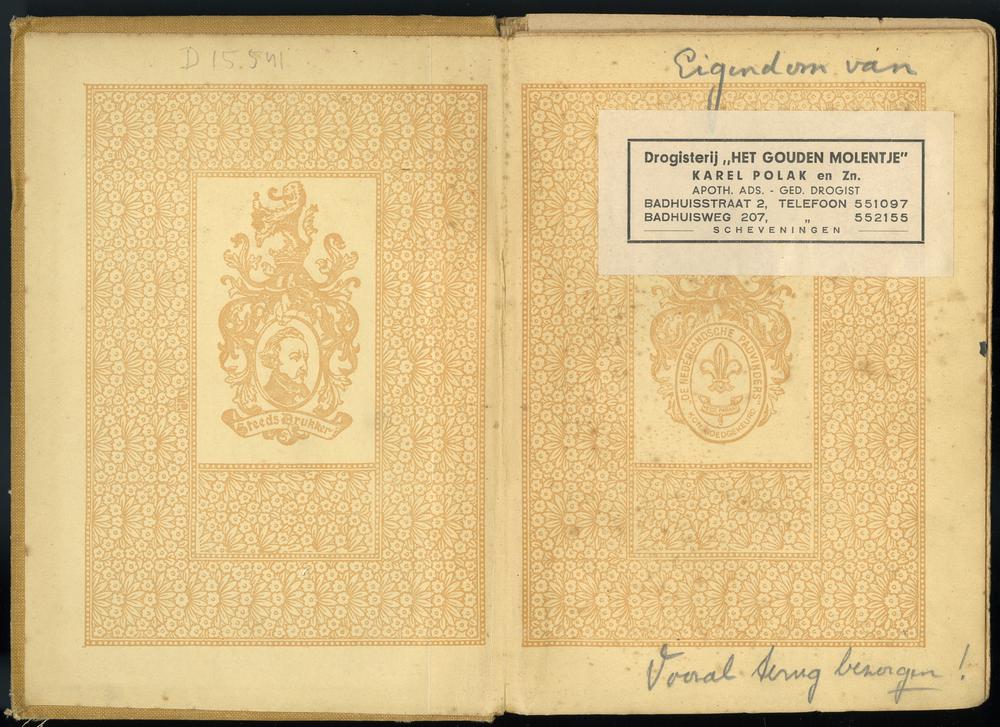 D 15.541
Steeds Drukker
Eigendom van
Drogisterij „HET GOUDEN MOLENTJE”
KAREL POLAK en Zn.
APOTH. ADS. - GED. DROGIST
BADHUISSTRAAT 2, TELEFOON 551097
BADHUISWEG 207, „ 552155
SCHEVENINGEN
DE NEDERLANDSCHE PADVINDERS
GOEDGEKEURD
Vooral terug bezorgen !